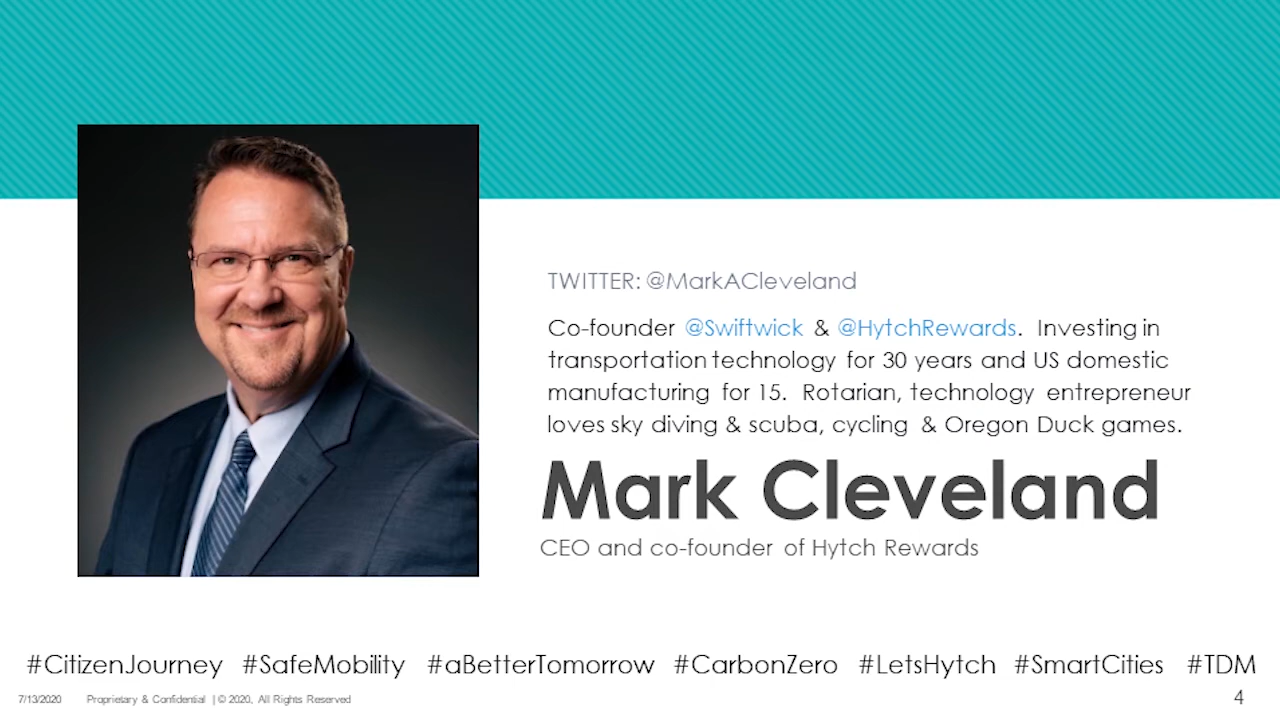 TWITTER: @MarkACleveland
Co-founder @Swiftwick & @HytchRewards. Investing in
transportation technology for 30 years and US domestic
manufacturing for 15. Rotarian, technology entrepreneur
loves sky diving & scuba, cycling & Oregon Duck games.
Mark Cleveland
CEO and co-founder of Hytch Rewards
#CitizenJourney #SafeMobility #aBetterTomorrow #CarbonZero #LetsHytch #SmartCities #TDM
7/13/2020 Proprietary & Confidential | © 2020, All Rights Reserved 4